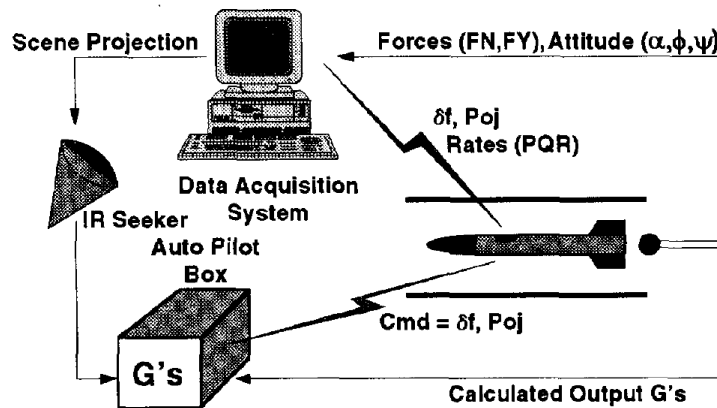 Scene Projection
Forces (FN,FY), Attitude (α,ϕ,ψ)
δf, Poj
Rates (PQR)
Data Acquisition
System
IR Seeker
Auto Pilot
Box
Cmd = δf, Poj
G's
Calculated Output G's